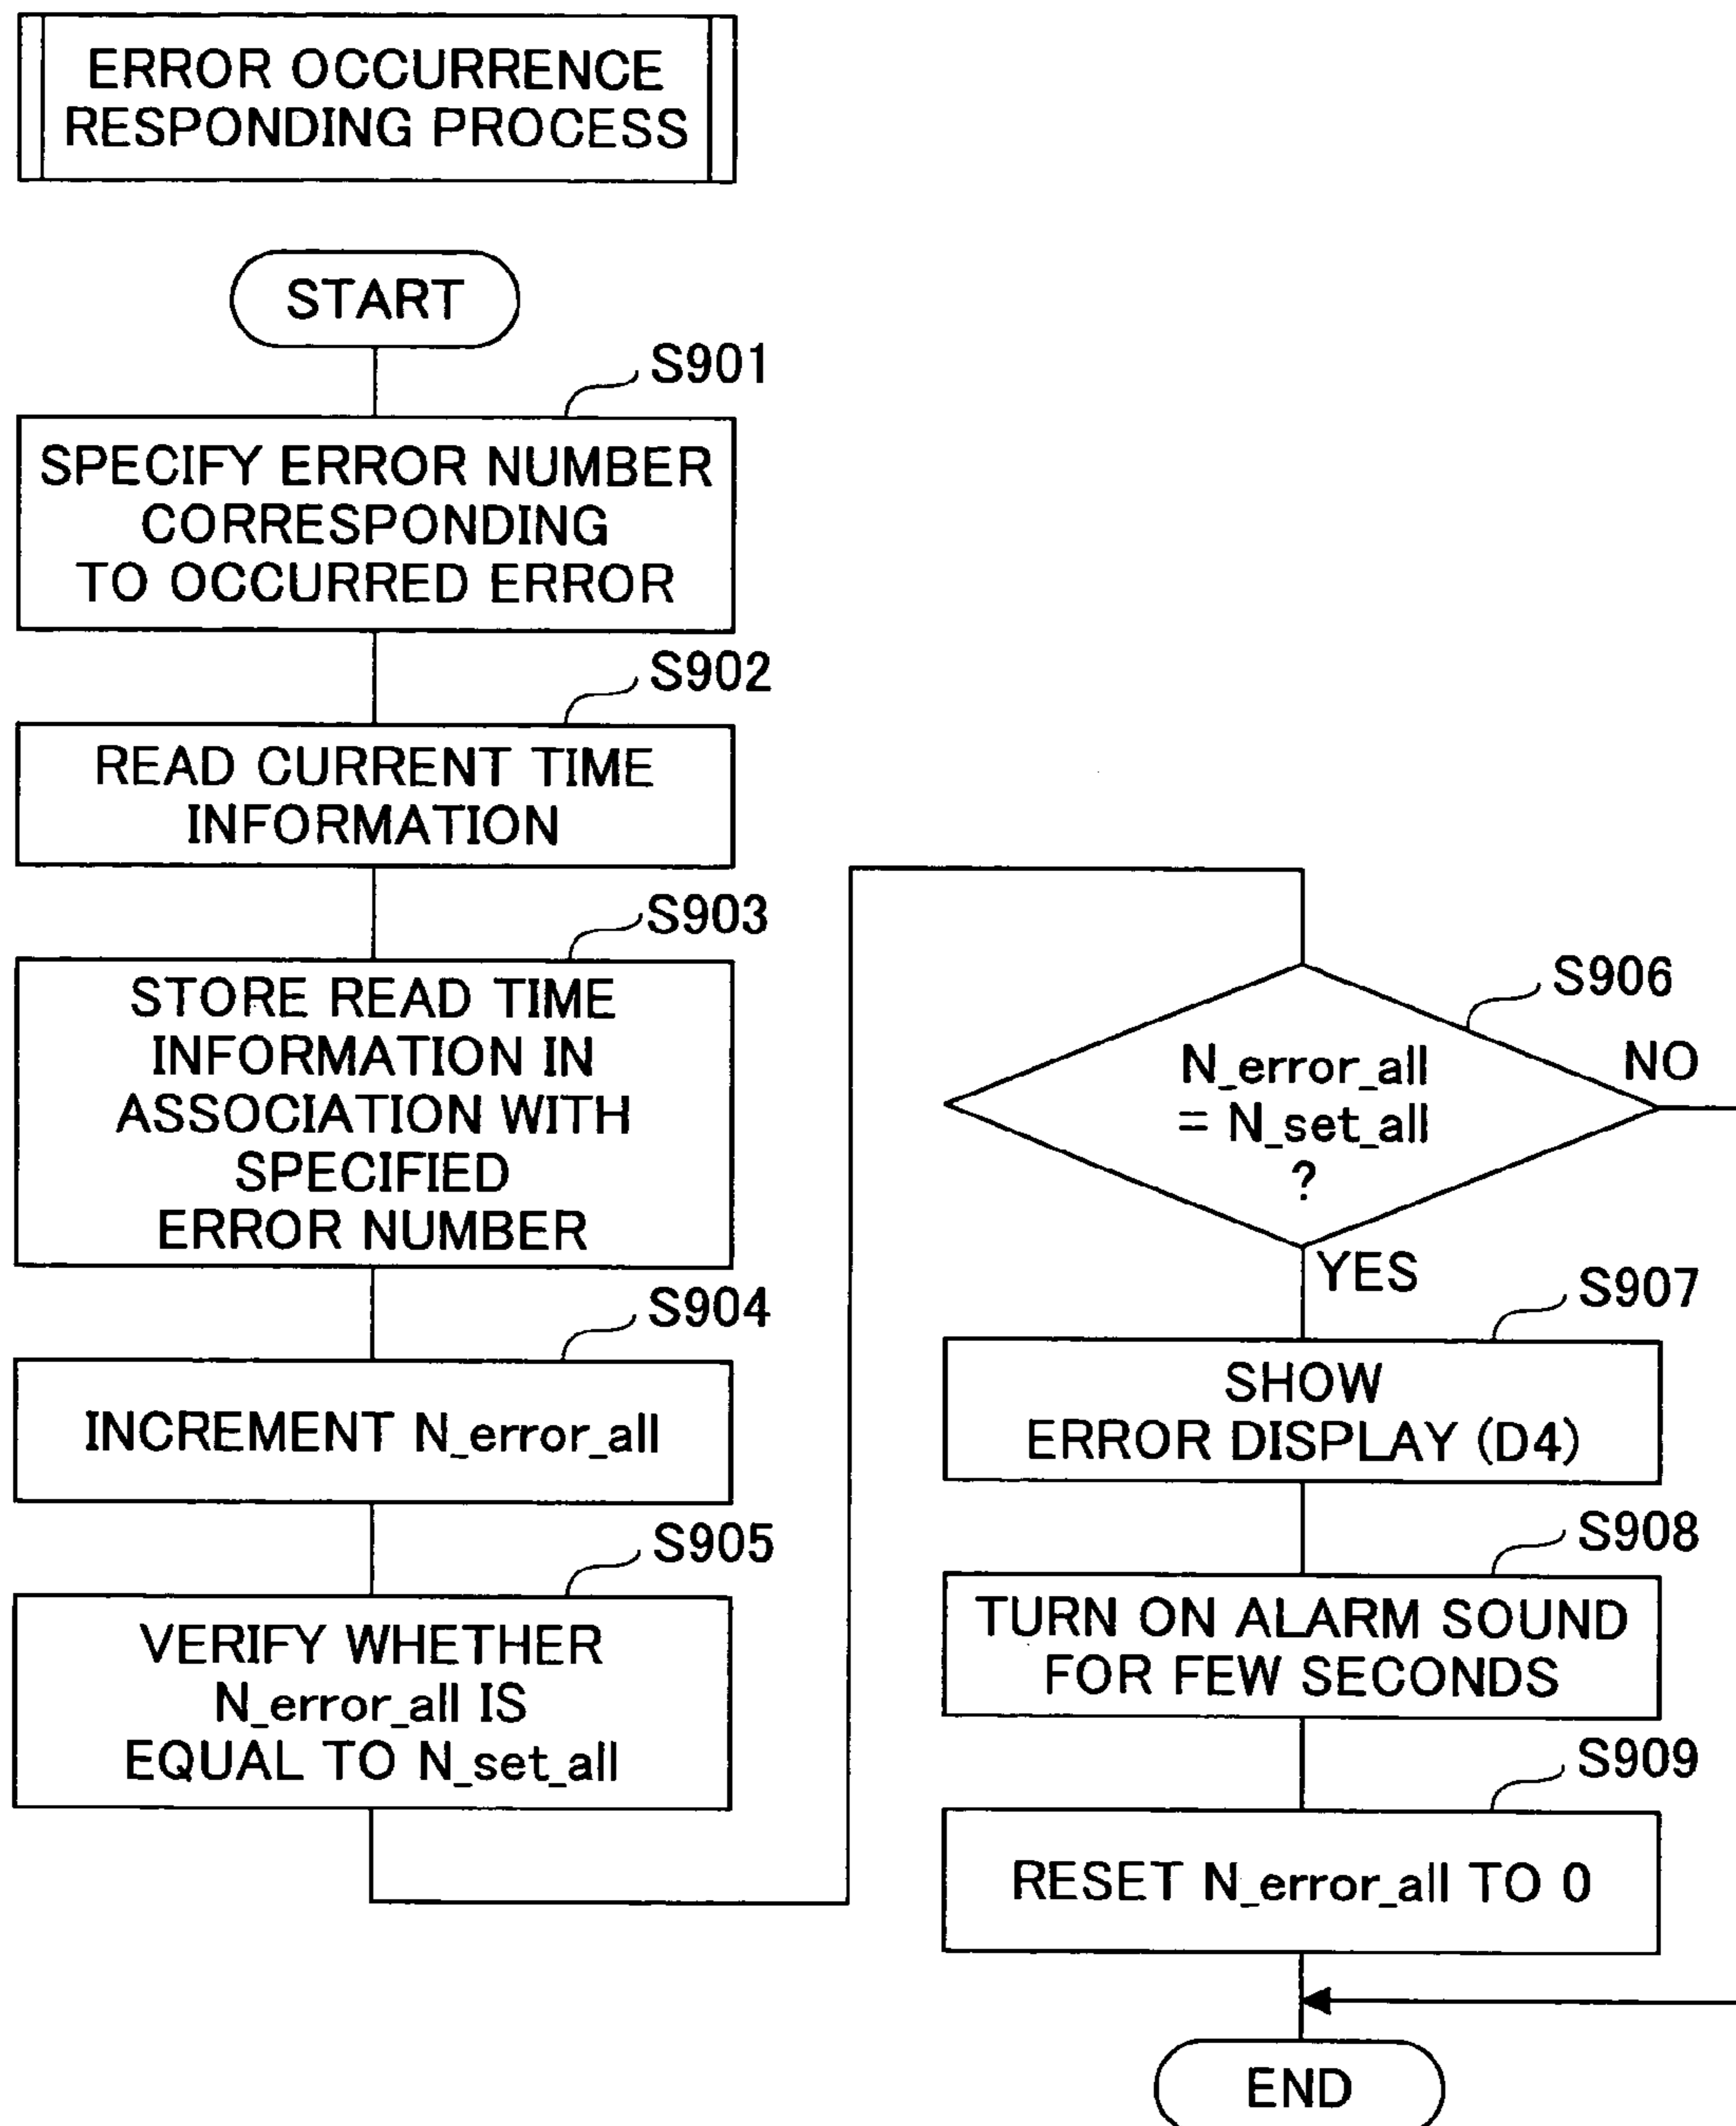 ERROR OCCURRENCE
RESPONDING PROCESS
START
S901
SPECIFY ERROR NUMBER
CORRESPONDING
TO OCCURRED ERROR
S902
READ CURRENT TIME
INFORMATION
S903
STORE READ TIME
INFORMATION IN
ASSOCIATION WITH
SPECIFIED
ERROR NUMBER
S904
INCREMENT N_error_all
S905
VERIFY WHETHER
N_error_all IS
EQUAL TO N_set_all
S906
N_error_all
= N_set_all
?
NO
YES
S907
SHOW
ERROR DISPLAY (D4)
S908
TURN ON ALARM SOUND
FOR FEW SECONDS
S909
RESET N_error_all TO 0
END